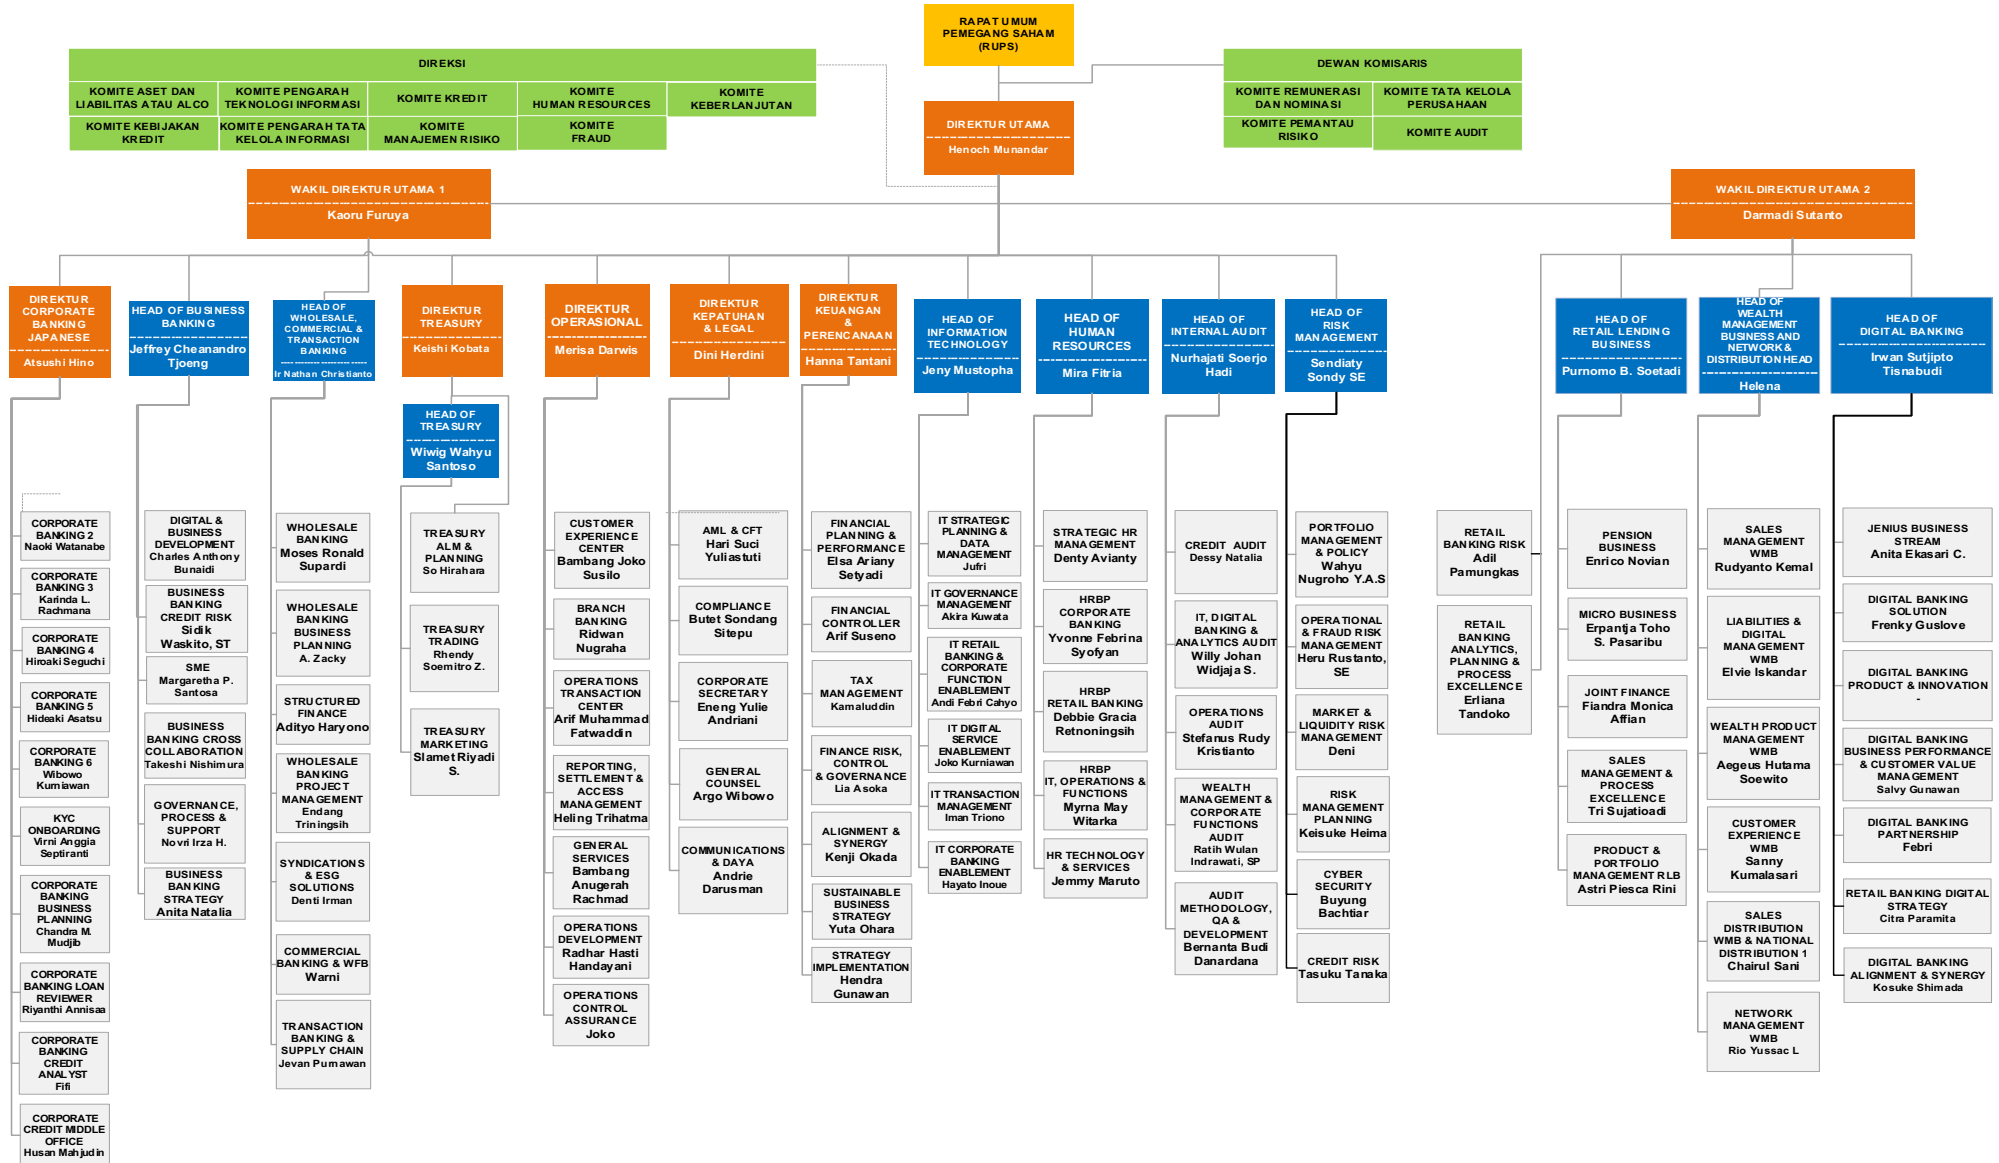 RAPAT UMUM
PEMEGANG SAHAM
(RUPS)
DIREKSI
KOMITE ASET DAN
LIABILITAS ATAU ALCO
KOMITE PENGARAH
TEKNOLOGI INFORMASI
KOMITE KREDIT
KOMITE
HUMAN RESOURCES
KOMITE
KEBERLANJUTAN
KOMITE KEBIJAKAN
KREDIT
KOMITE PENGARAH TATA
KELOLA INFORMASI
KOMITE
MANAJEMEN RISIKO
KOMITE
FRAUD
DEWAN KOMISARIS
KOMITE REMUNERASI
DAN NOMINASI
KOMITE TATA KELOLA
PERUSAHAAN
KOMITE PEMANTAU
RISIKO
KOMITE AUDIT
DIREKTUR UTAMA
Henoch Munandar
WAKIL DIREKTUR UTAMA 1
Kaoru Furuya
WAKIL DIREKTUR UTAMA 2
Darmadi Sutanto
DIREKTUR
CORPORATE
BANKING
JAPANESE
Atsushi Hino
HEAD OF BUSINESS
BANKING
Jeffrey Cheanandro
Tjoeng
HEAD OF
WHOLESALE,
COMMERCIAL &
TRANSACTION
BANKING
Ir Nathan Christianto
DIREKTUR
TREASURY
Keishi Kobata
HEAD OF
TREASURY
Wiwig Wahyu
Santoso
DIREKTUR
OPERASIONAL
Merisa Darwis
DIREKTUR
KEPATUHAN
& LEGAL
Dini Herdini
DIREKTUR
KEUANGAN
&
PERENCANAAN
Hanna Tantani
HEAD OF
INFORMATION
TECHNOLOGY
Jeny Mustopha
HEAD OF
HUMAN
RESOURCES
Mira Fitria
HEAD OF
INTERNAL AUDIT
Nurhajati Soerjo
Hadi
HEAD OF
RISK
MANAGEMENT
Sendiaty
Sondy SE
HEAD OF
RETAIL LENDING
BUSINESS
Purnomo B. Soetadi
HEAD OF
WEALTH
MANAGEMENT
BUSINESS AND
NETWORK &
DISTRIBUTION HEAD
Helena
HEAD OF
DIGITAL BANKING
Irwan Sutjipto
Tisnabudi
CORPORATE
BANKING 2
Naoki Watanabe
CORPORATE
BANKING 3
Karinda L.
Rachmana
CORPORATE
BANKING 4
Hiroaki Seguchi
CORPORATE
BANKING 5
Hideaki Asatsu
CORPORATE
BANKING 6
Wibowo
Kurniawan
KYC
ONBOARDING
Virni Anggia
Septiranti
CORPORATE
BANKING
BUSINESS
PLANNING
Chandra M.
Mudjib
CORPORATE
BANKING LOAN
REVIEWER
Riyanthi Annisaa
CORPORATE
BANKING
CREDIT
ANALYST
Fifi
CORPORATE
CREDIT MIDDLE
OFFICE
Husan Mahjudin
DIGITAL &
BUSINESS
DEVELOPMENT
Charles Anthony
Bunaidi
BUSINESS
BANKING
CREDIT RISK
Sidik
Waskito, ST
SME
Margaretha P.
Santosa
BUSINESS
BANKING CROSS
COLLABORATION
Takeshi Nishimura
GOVERNANCE,
PROCESS &
SUPPORT
Novri Irza H.
BUSINESS
BANKING
STRATEGY
Anita Natalia
WHOLESALE
BANKING
Moses Ronald
Supardi
WHOLESALE
BANKING
BUSINESS
PLANNING
A. Zacky
STRUCTURED
FINANCE
Adityo Haryono
WHOLESALE
BANKING
PROJECT
MANAGEMENT
Endang
Triningsih
SYNDICATIONS
& ESG
SOLUTIONS
Denti Irman
COMMERCIAL
BANKING & WFB
Warni
TRANSACTION
BANKING &
SUPPLY CHAIN
Jevan Purnawan
TREASURY
ALM &
PLANNING
So Hirahara
TREASURY
TRADING
Rhendy
Soemitro Z.
TREASURY
MARKETING
Slamet Riyadi
S.
CUSTOMER
EXPERIENCE
CENTER
Bambang Joko
Susilo
BRANCH
BANKING
Ridwan
Nugraha
OPERATIONS
TRANSACTION
CENTER
Arif Muhammad
Fatwaddin
REPORTING,
SETTLEMENT &
ACCESS
MANAGEMENT
Heling Trihatma
GENERAL
SERVICES
Bambang
Anugerah
Rachmad
OPERATIONS
DEVELOPMENT
Radhar Hasti
Handayani
OPERATIONS
CONTROL
ASSURANCE
Joko
AML & CFT
Hari Suci
Yuliastuti
COMPLIANCE
Butet Sondang
Sitepu
CORPORATE
SECRETARY
Eneng Yulie
Andriani
GENERAL
COUNSEL
Argo Wibowo
COMMUNICATIONS
& DAYA
Andrie
Darusman
FINANCIAL
PLANNING &
PERFORMANCE
Elsa Ariany
Setyadi
FINANCIAL
CONTROLLER
Arif Suseno
TAX
MANAGEMENT
Kamaluddin
FINANCE RISK,
CONTROL
& GOVERNANCE
Lia Asoka
ALIGNMENT &
SYNERGY
Kenji Okada
SUSTAINABLE
BUSINESS
STRATEGY
Yuta Ohara
STRATEGY
IMPLEMENTATION
Hendra
Gunawan
IT STRATEGIC
PLANNING &
DATA
MANAGEMENT
Jufri
IT GOVERNANCE
MANAGEMENT
Akira Kuwata
IT RETAIL
BANKING &
CORPORATE
FUNCTION
ENABLEMENT
Andi Febri Cahyo
IT DIGITAL
SERVICE
ENABLEMENT
Joko Kurniawan
IT TRANSACTION
MANAGEMENT
Iman Triono
IT CORPORATE
BANKING
ENABLEMENT
Hayato Inoue
STRATEGIC HR
MANAGEMENT
Denty Avianty
HRBP
CORPORATE
BANKING
Yvonne Febrina
Syofyan
HRBP
RETAIL BANKING
Debbie Gracia
Retnoningsih
HRBP
IT, OPERATIONS &
FUNCTIONS
Myrna May
Witarka
HR TECHNOLOGY
& SERVICES
Jemmy Maruto
CREDIT AUDIT
Dessy Natalia
IT, DIGITAL
BANKING &
ANALYTICS AUDIT
Willy Johan
Widjaja S.
OPERATIONS
AUDIT
Stefanus Rudy
Kristianto
WEALTH
MANAGEMENT &
CORPORATE
FUNCTIONS
AUDIT
Ratih Wulan
Indrawati, SP
AUDIT
METHODOLOGY,
QA &
DEVELOPMENT
Bernanta Budi
Danardana
PORTFOLIO
MANAGEMENT
& POLICY
Wahyu
Nugroho Y.A.S
OPERATIONAL
& FRAUD RISK
MANAGEMENT
Heru Rustanto,
SE
MARKET &
LIQUIDITY RISK
MANAGEMENT
Deni
RISK
MANAGEMENT
PLANNING
Keisuke Heima
CYBER
SECURITY
Buyung
Bachtiar
CREDIT RISK
Tasuku Tanaka
RETAIL
BANKING RISK
Adil
Pamungkas
RETAIL
BANKING
ANALYTICS,
PLANNING &
PROCESS
EXCELLENCE
Erliana
Tandoko
PENSION
BUSINESS
Enrico Novian
MICRO BUSINESS
Erpantja Toho
S. Pasaribu
JOINT FINANCE
Fiandra Monica
Affian
SALES
MANAGEMENT &
PROCESS
EXCELLENCE
Tri Sujatioadi
PRODUCT &
PORTFOLIO
MANAGEMENT RLB
Astri Piesca Rini
SALES
MANAGEMENT
WMB
Rudyanto Kemal
LIABILITIES &
DIGITAL
MANAGEMENT
WMB
Elvie Iskandar
WEALTH PRODUCT
MANAGEMENT
WMB
Aegeus Hutama
Soewito
CUSTOMER
EXPERIENCE
WMB
Sanny
Kumalasari
SALES
DISTRIBUTION
WMB & NATIONAL
DISTRIBUTION 1
Chairul Sani
NETWORK
MANAGEMENT
WMB
Rio Yussac L
JENIUS BUSINESS
STREAM
Anita Ekasari C.
DIGITAL BANKING
SOLUTION
Frenky Guslove
DIGITAL BANKING
PRODUCT & INNOVATION
-
DIGITAL BANKING
BUSINESS PERFORMANCE
& CUSTOMER VALUE
MANAGEMENT
Salvy Gunawan
DIGITAL BANKING
PARTNERSHIP
Febri
RETAIL BANKING DIGITAL
STRATEGY
Citra Paramita
DIGITAL BANKING
ALIGNMENT & SYNERGY
Kosuke Shimada